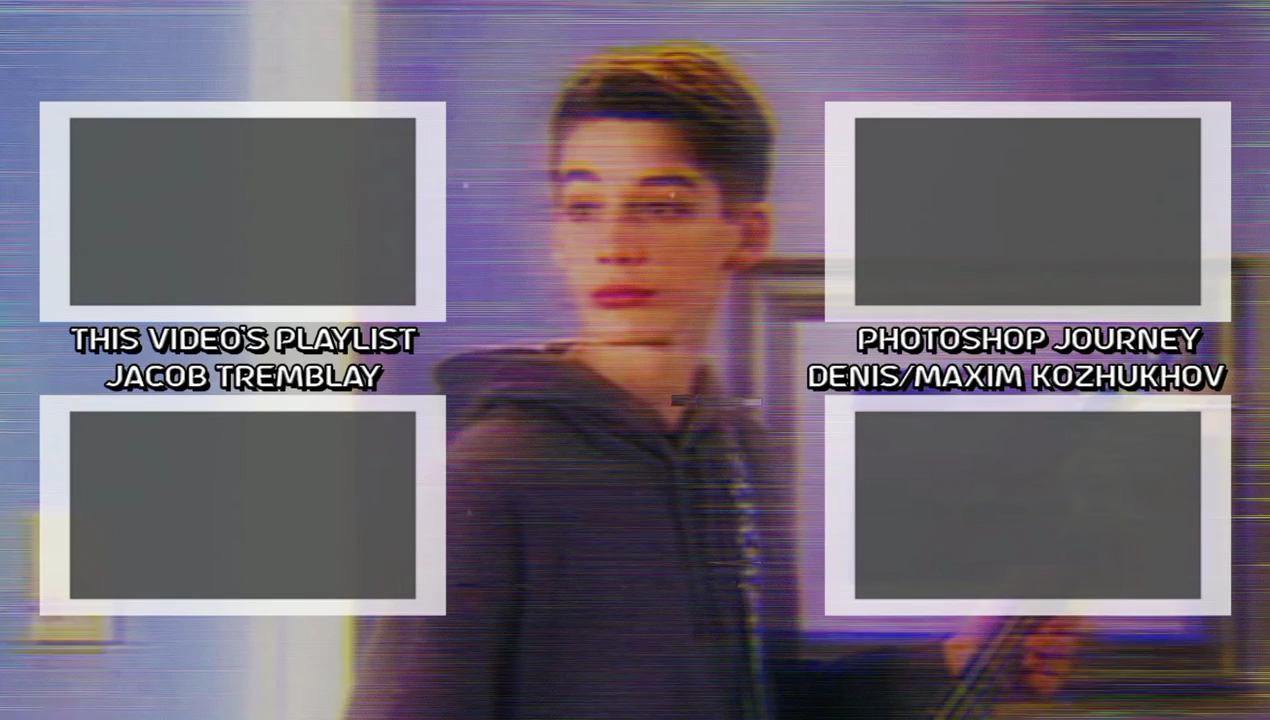 THIS VIDEO'S PLAYLIST
JACOB TREMBLAY
PHOTOSHOP JOURNEY
DENIS/MAXIM KOZHUKHOV